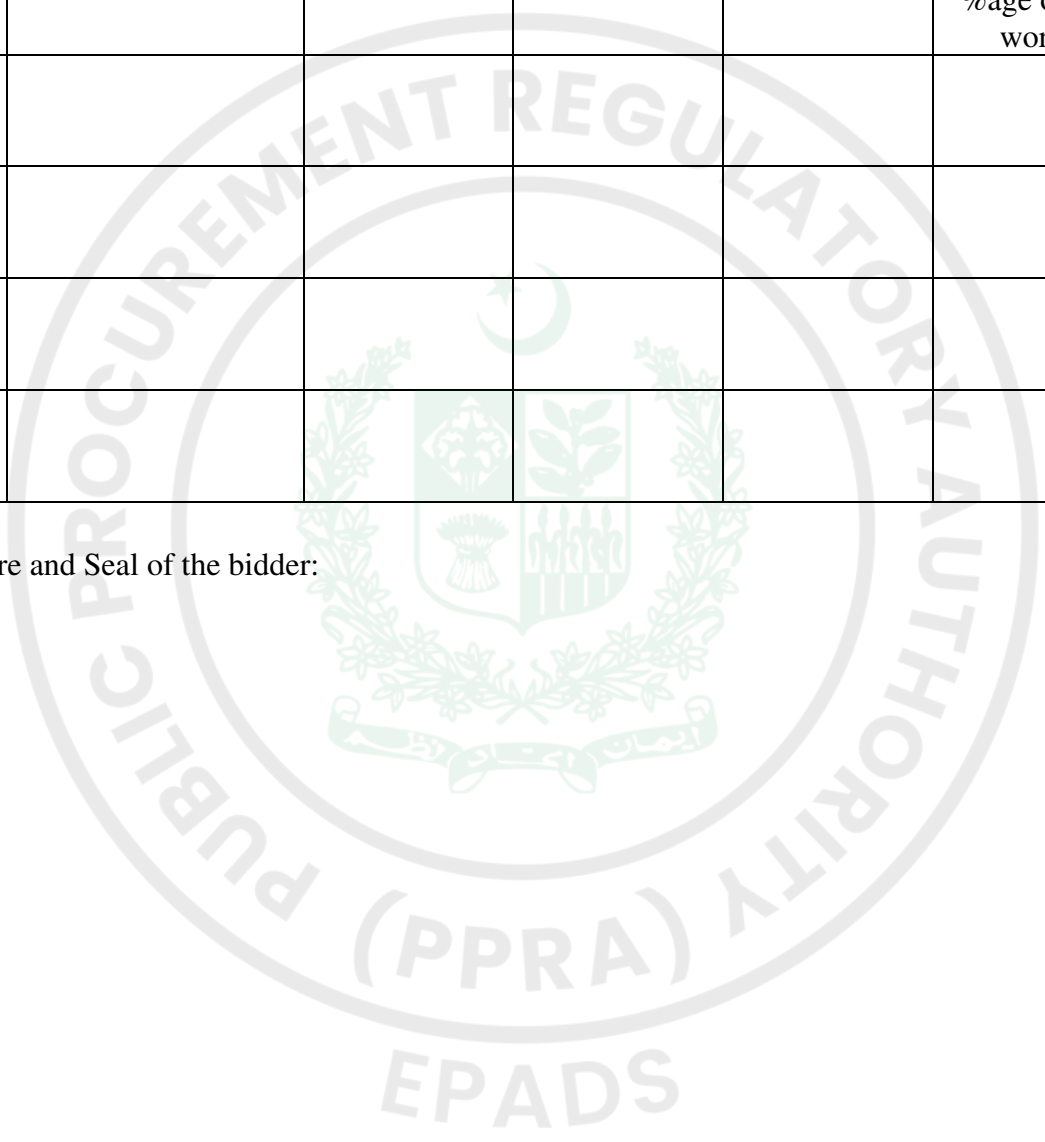 %age o
wor
re and Seal of the bidder:
PUBLIC PROCUREMENT REGULATORY AUTHORITY
(PPRA)
EPADS